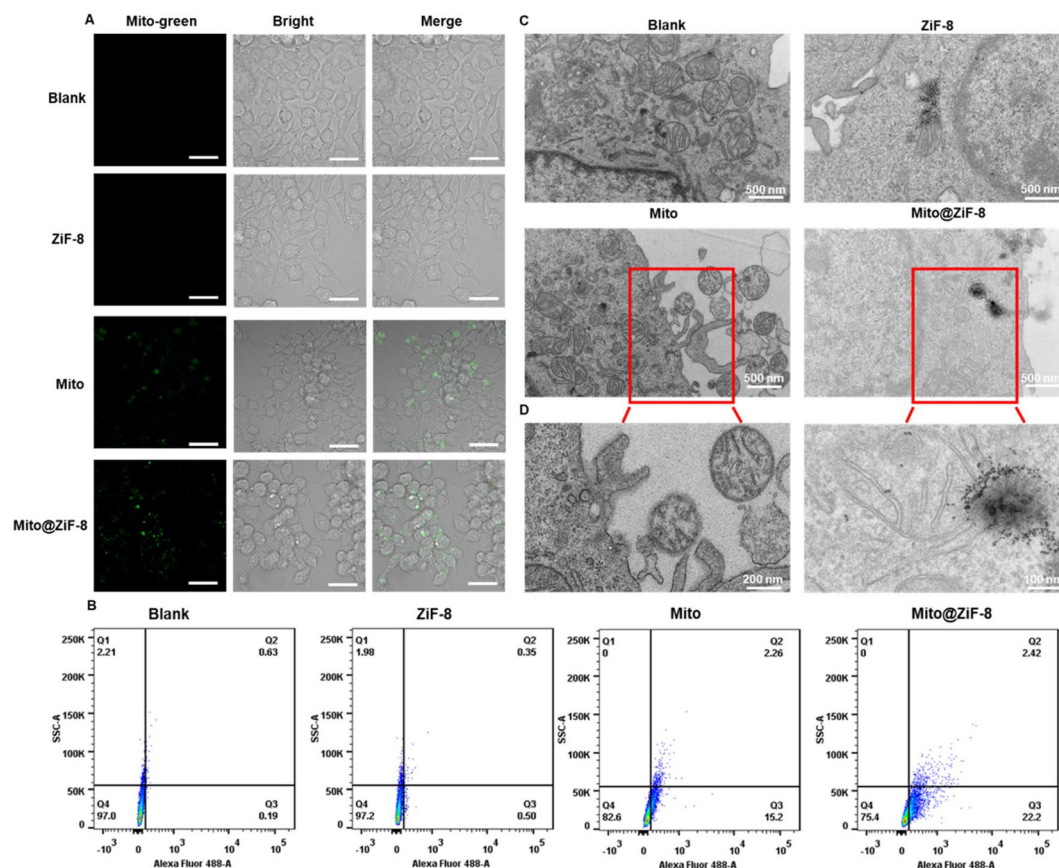 A
Mito-green
Bright
Merge
Blank
ZiF-8
Mito
Mito@ZiF-8
C
Blank
ZiF-8
500 nm
500 nm
Mito
Mito@ZiF-8
500 nm
500 nm
D
200 nm
100 nm
B
Blank
ZiF-8
Mito
Mito@ZiF-8
250K
200K
150K
100K
50K
0
SSC-A
Q1
2.21
Q2
0.63
Q4
97.0
Q3
0.19
-10³ 0 10³ 10⁴ 10⁵
Alexa Fluor 488-A
250K
200K
150K
100K
50K
0
SSC-A
Q1
1.98
Q2
0.35
Q4
97.2
Q3
0.50
-10³ 0 10³ 10⁴ 10⁵
Alexa Fluor 488-A
250K
200K
150K
100K
50K
0
SSC-A
Q1
0
Q2
2.26
Q4
82.6
Q3
15.2
-10³ 0 10³ 10⁴ 10⁵
Alexa Fluor 488-A
250K
200K
150K
100K
50K
0
SSC-A
Q1
0
Q2
2.42
Q4
75.4
Q3
22.2
-10³ 0 10³ 10⁴ 10⁵
Alexa Fluor 488-A